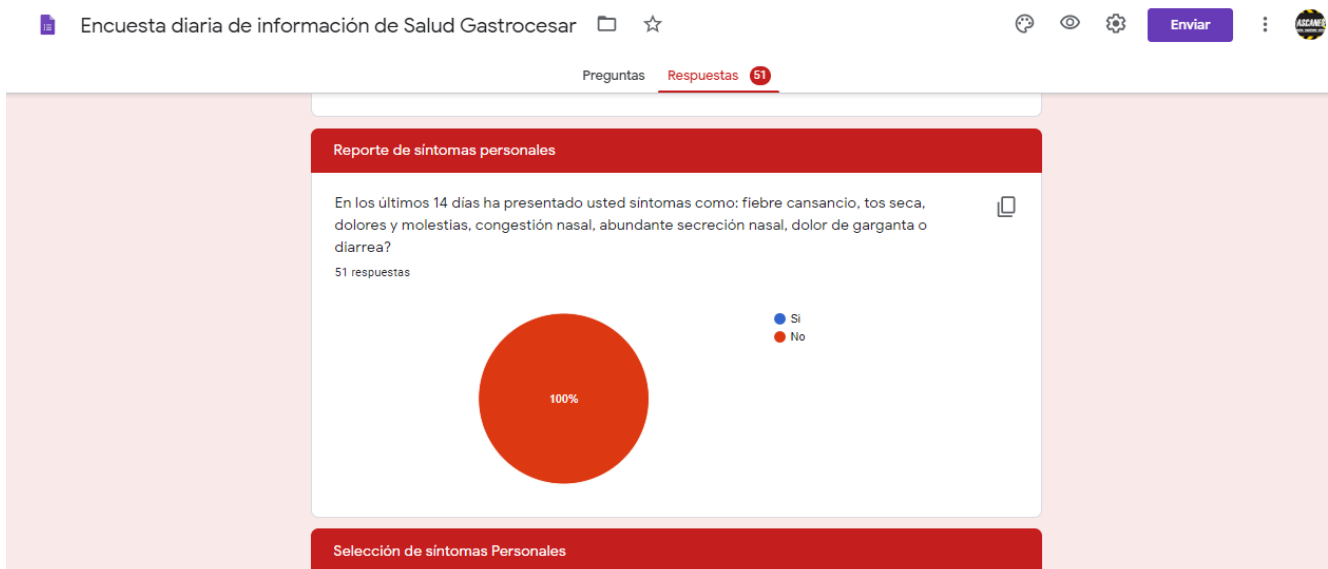 Encuesta diaria de información de Salud Gastrocesar
Enviar
Preguntas
Respuestas 51
Reporte de síntomas personales
En los últimos 14 días ha presentado usted síntomas como: fiebre cansancio, tos seca,
dolores y molestias, congestión nasal, abundante secreción nasal, dolor de garganta o
diarrea?
51 respuestas
Si
No
100%
Selección de síntomas Personales